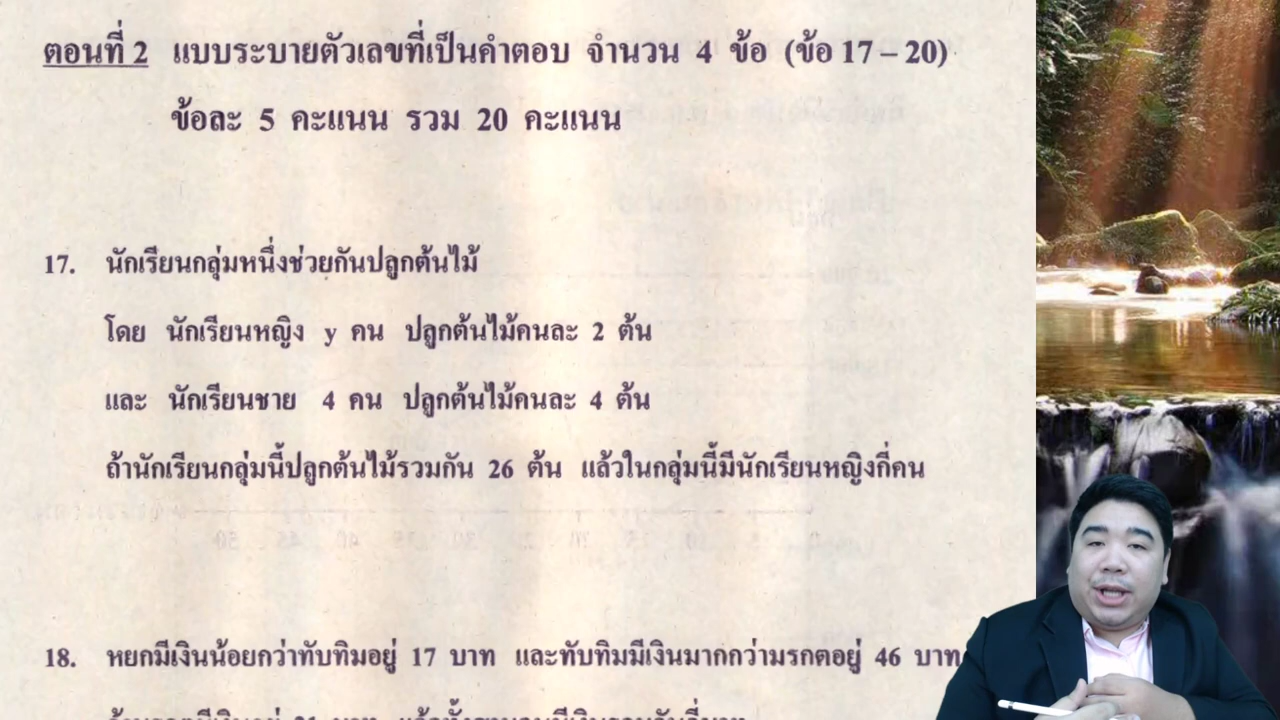 ตอนที่ 2 แบบระบายตัวเลขที่เป็นคำตอบ จำนวน 4 ข้อ (ข้อ 17 – 20)
ข้อละ 5 คะแนน รวม 20 คะแนน
17. นักเรียนกลุ่มหนึ่งช่วยกันปลูกต้นไม้
โดย นักเรียนหญิง y คน ปลูกต้นไม้คนละ 2 ต้น
และ นักเรียนชาย 4 คน ปลูกต้นไม้คนละ 4 ต้น
ถ้านักเรียนกลุ่มนี้ปลูกต้นไม้รวมกัน 26 ต้น แล้วในกลุ่มนี้มีนักเรียนหญิงกี่คน
18. หยกมีเงินน้อยกว่าทับทิมอยู่ 17 บาท และทับทิมมีเงินมากกว่ามรกตอยู่ 46 บาท